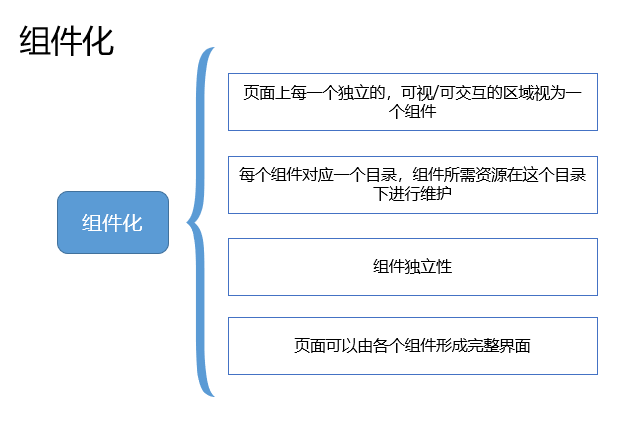 组件化
组件化
页面上每一个独立的，可视/可交互的区域视为一
个组件
每个组件对应一个目录，组件所需资源在这个目录
下进行维护
组件独立性
页面可以由各个组件形成完整界面